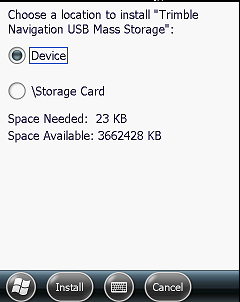 Choose a location to install "Trimble
Navigation USB Mass Storage":
Device
\Storage Card
Space Needed: 23 KB
Space Available: 3662428 KB
Install
Cancel